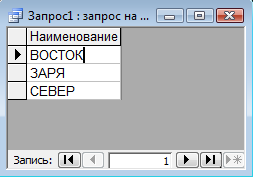 Запрос1 : запрос на ...
Наименование
ВОСТОК
ЗАРЯ
СЕВЕР
Запись: 1